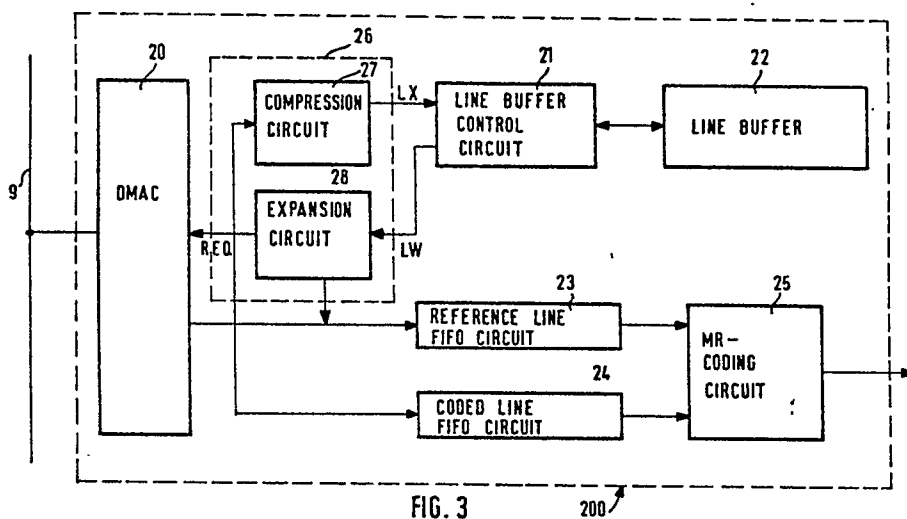 26
20
27
21
22
COMPRESSION
CIRCUIT
LX
LINE BUFFER
CONTROL
CIRCUIT
LINE BUFFER
9
DMAC
28
EXPANSION
CIRCUIT
REQ
LW
23
REFERENCE LINE
FIFO CIRCUIT
25
MR-
CODING
CIRCUIT
24
CODED LINE
FIFO CIRCUIT
FIG. 3
200